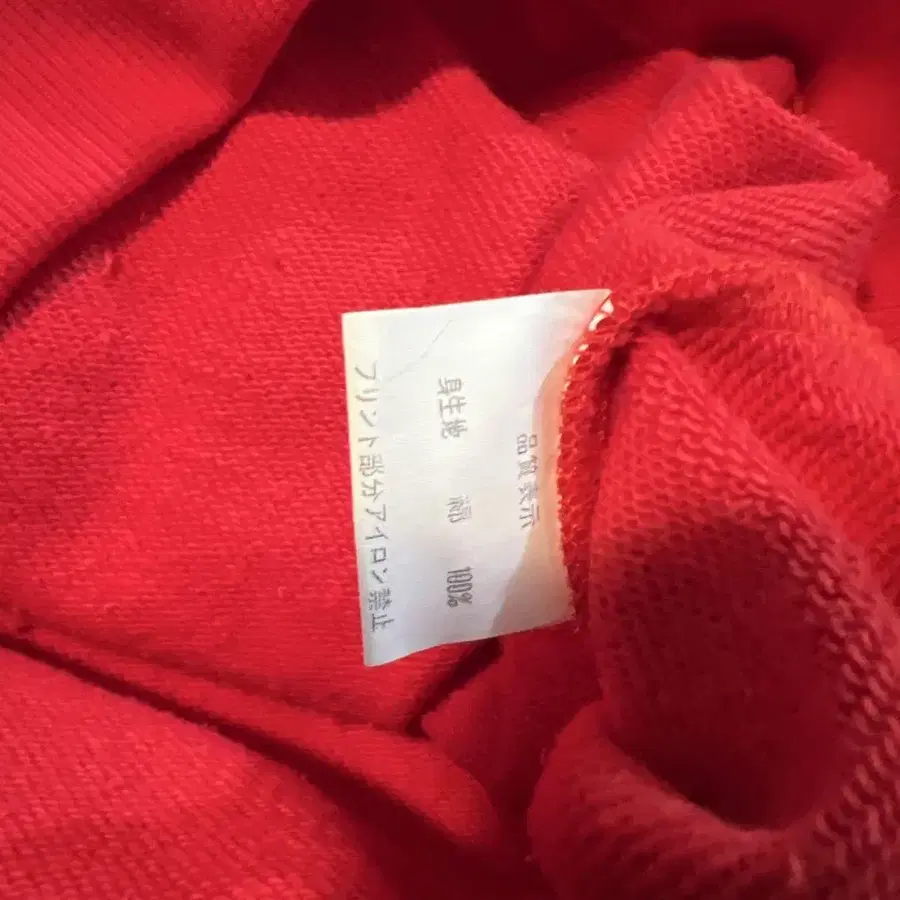 品質表示
身生地 綿 100%
プリント部分アイロン禁止